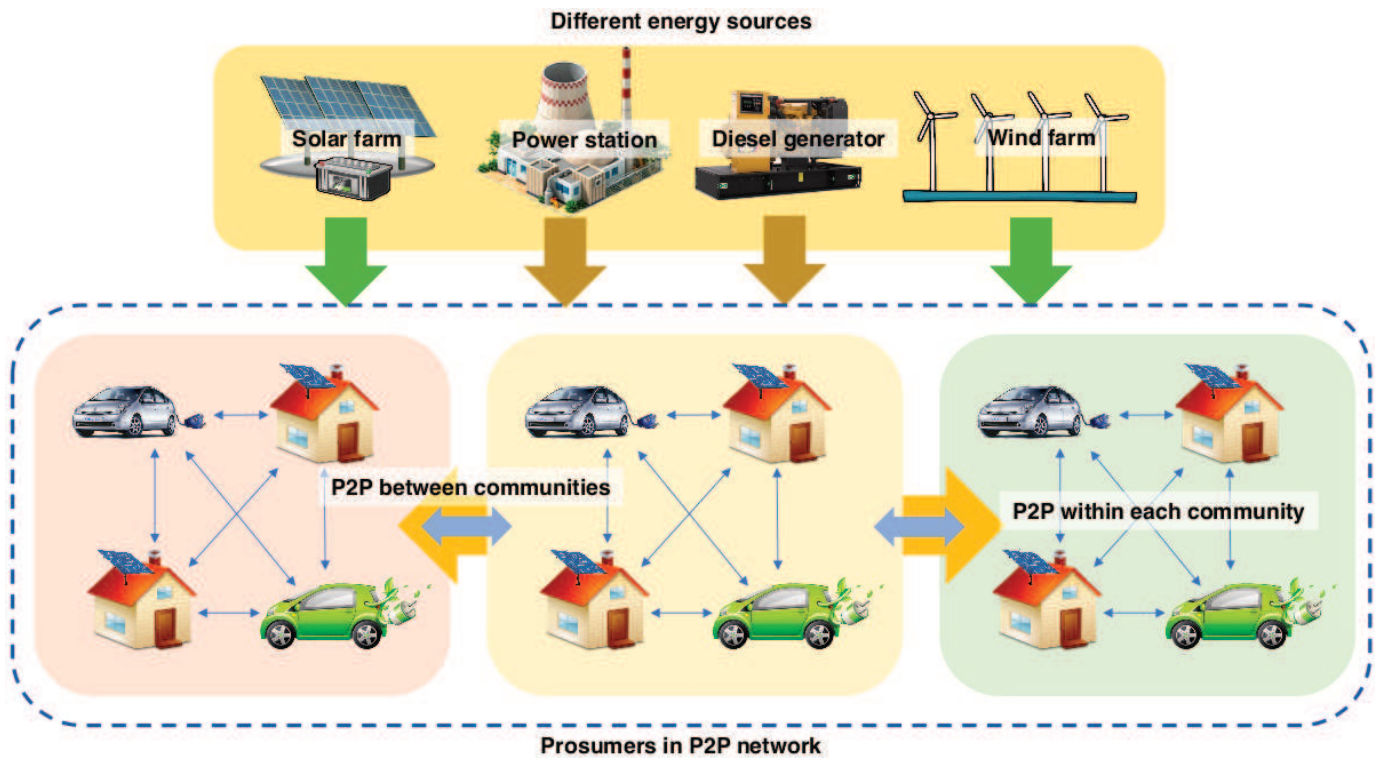 Different energy sources
Solar farm
Power station
Diesel generator
Wind farm
P2P between communities
P2P within each community
Prosumers in P2P network